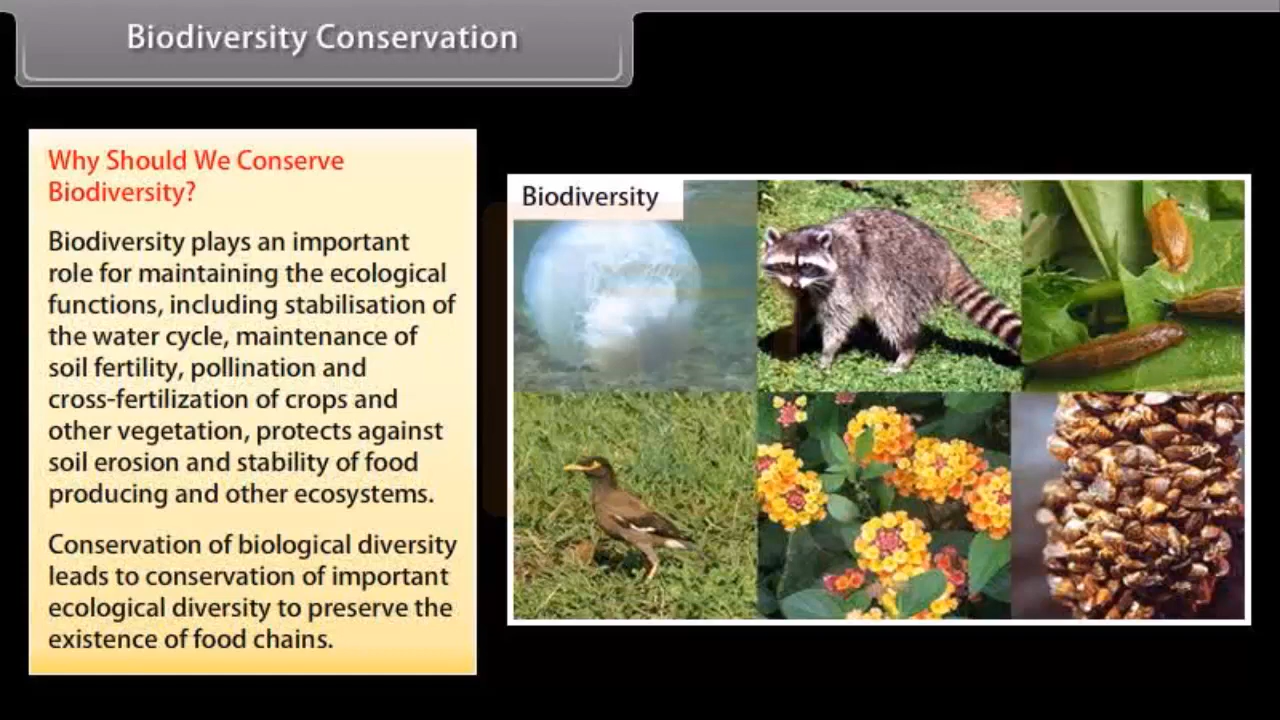 Biodiversity Conservation
Why Should We Conserve
Biodiversity?
Biodiversity plays an important
role for maintaining the ecological
functions, including stabilisation of
the water cycle, maintenance of
soil fertility, pollination and
cross-fertilization of crops and
other vegetation, protects against
soil erosion and stability of food
producing and other ecosystems.
Conservation of biological diversity
leads to conservation of important
ecological diversity to preserve the
existence of food chains.
Biodiversity